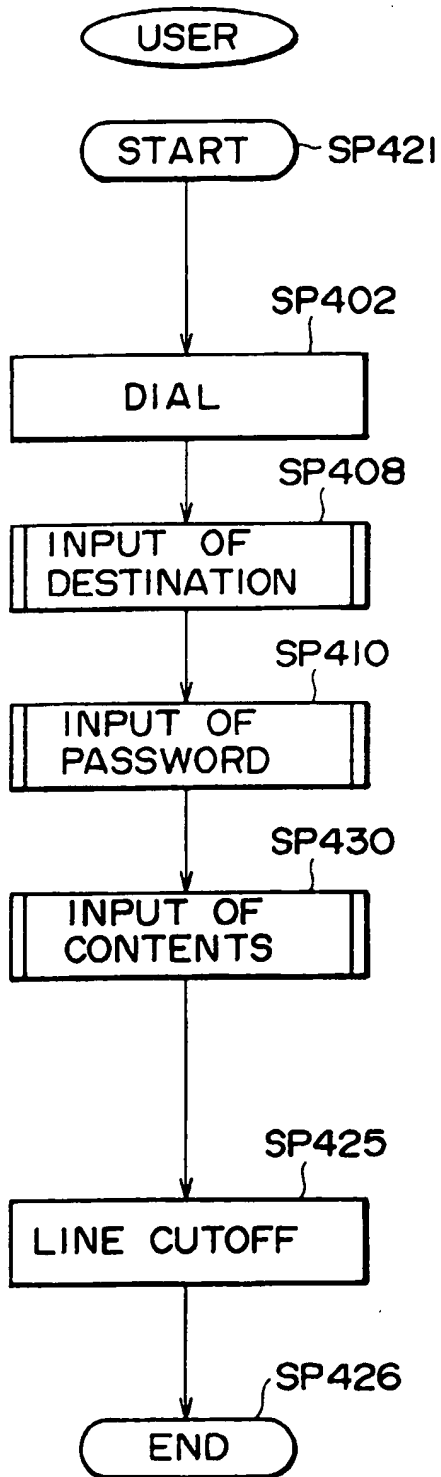 USER
START
SP421
SP402
DIAL
SP408
INPUT OF
DESTINATION
SP410
INPUT OF
PASSWORD
SP430
INPUT OF
CONTENTS
SP425
LINE CUTOFF
SP426
END